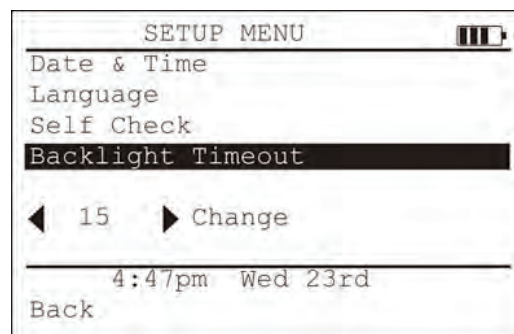 SETUP MENU
Date & Time
Language
Self Check
Backlight Timeout
15 Change
4:47pm Wed 23rd
Back